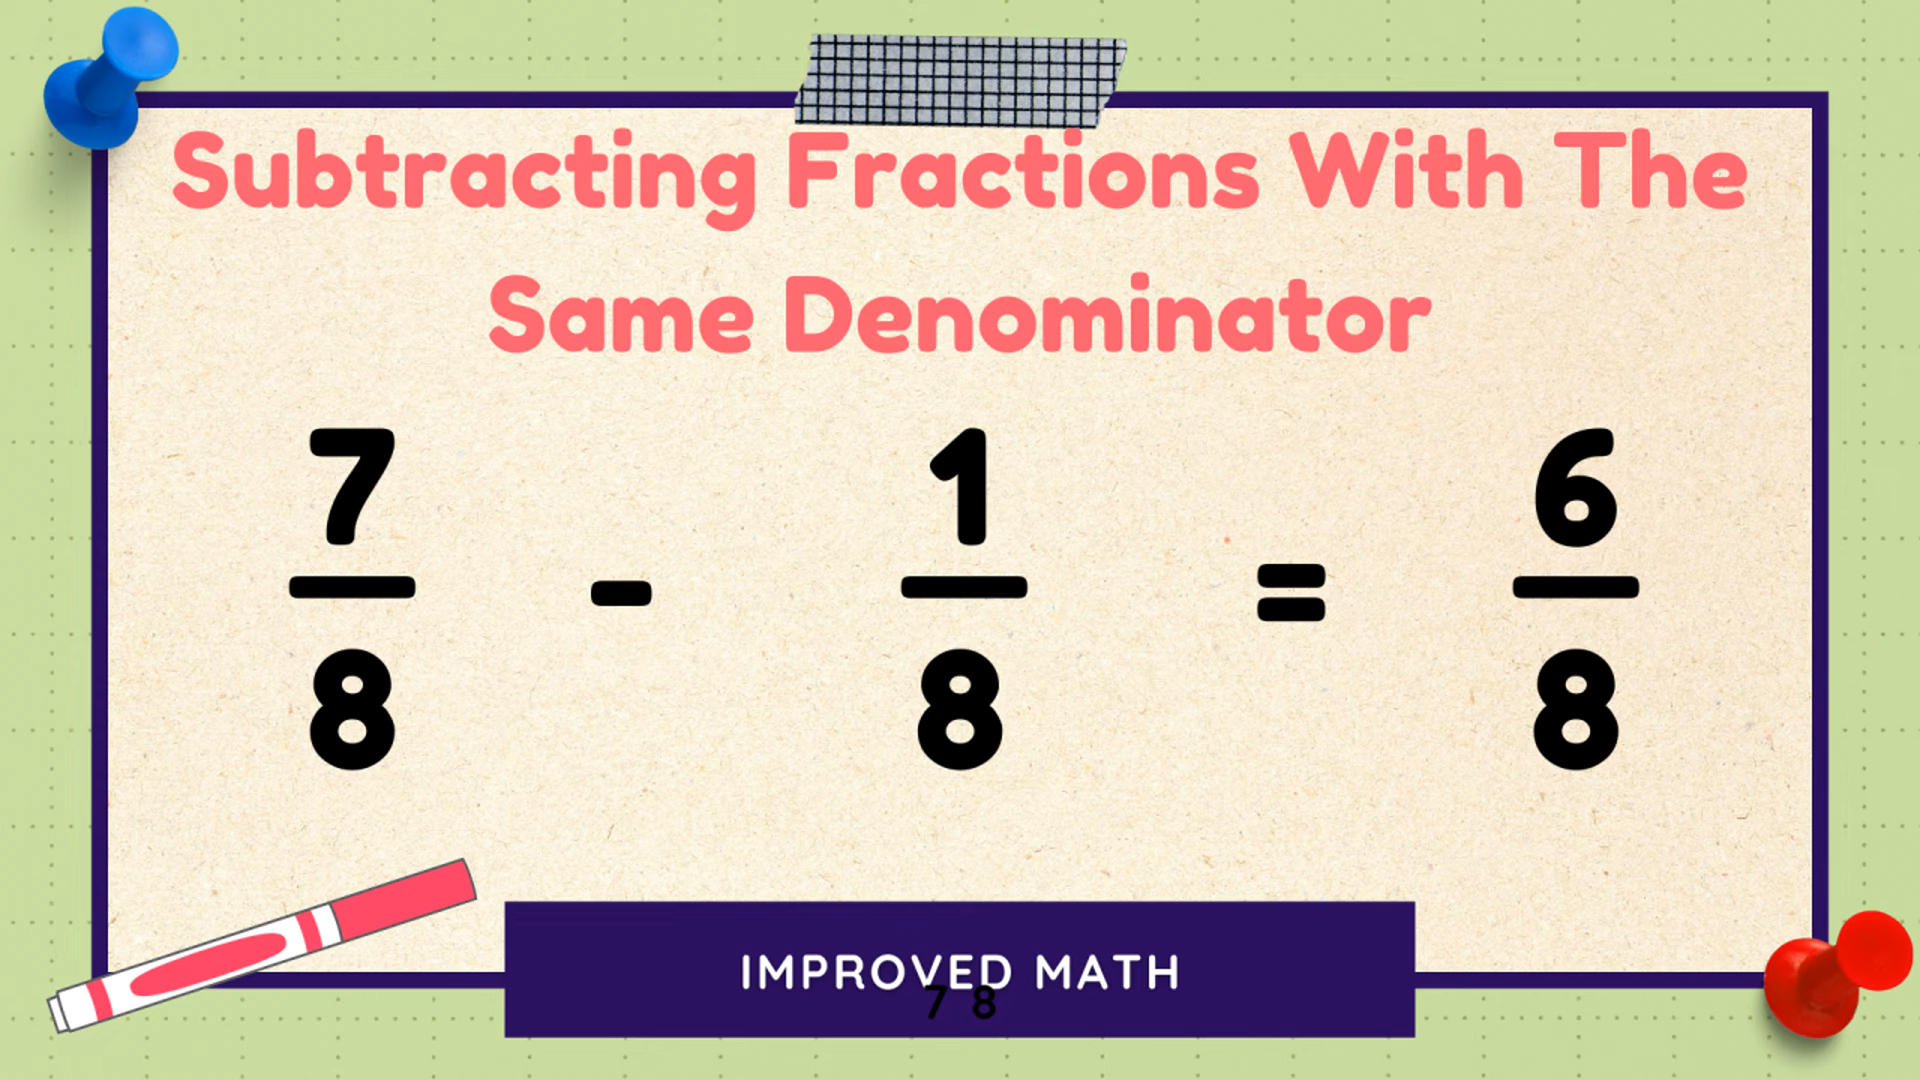 Subtracting Fractions With The
Same Denominator
7 1 6
- =
8 8 8
IMPROVED MATH
7 8